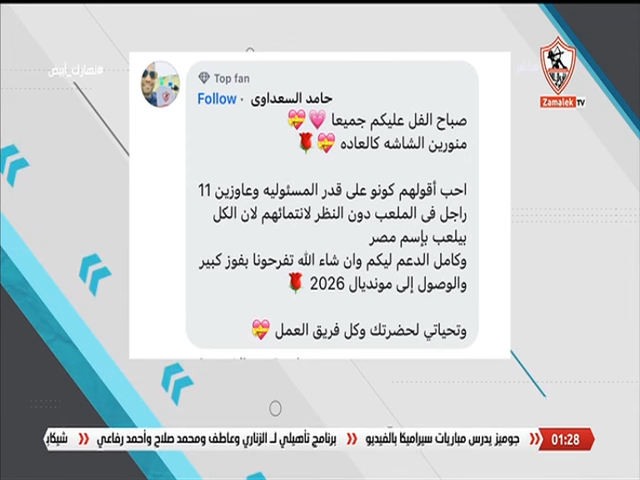 #نهارك_أبيض
Zamalek TV
Top fan
حامد السعداوى · Follow
صباح الفل عليكم جميعا 💗💝
منورين الشاشه كالعاده 💝🌹
احب أقولهم كونو على قدر المسئوليه وعاوزين 11
راجل فى الملعب دون النظر لانتمائهم لان الكل
بيلعب بإسم مصر
وكامل الدعم ليكم وان شاء الله تفرحونا بفوز كبير
والوصول إلى مونديال 2026 🌹
وتحياتي لحضرتك وكل فريق العمل 💝
01:28 جوميز يدرس مباريات سيراميكا بالفيديو برنامج تأهيلي لـ الزناري وعاطف ومحمد صلاح وأحمد رفاعي